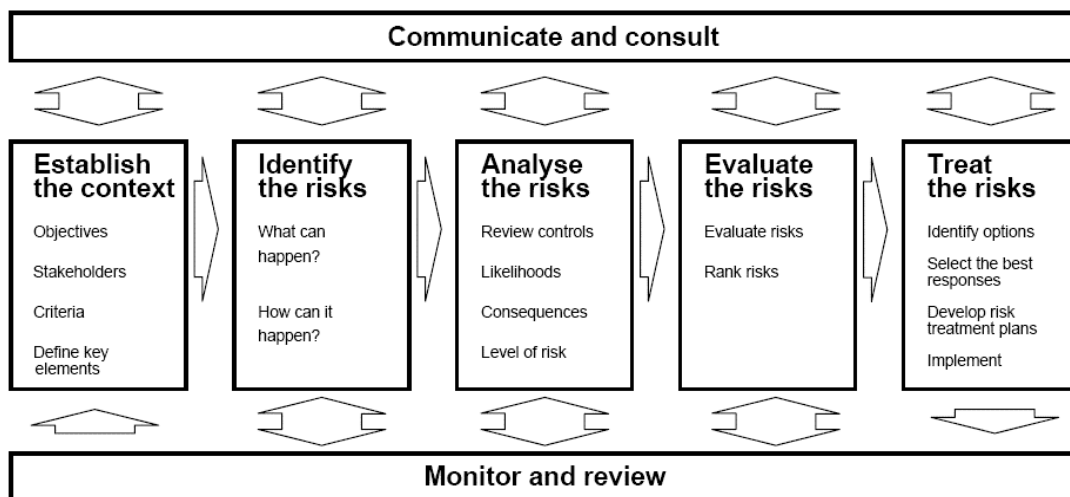 Communicate and consult
Establish
the context
Objectives
Stakeholders
Criteria
Define key
elements
Identify
the risks
What can
happen?
How can it
happen?
Analyse
the risks
Review controls
Likelihoods
Consequences
Level of risk
Evaluate
the risks
Evaluate risks
Rank risks
Treat
the risks
Identify options
Select the best
responses
Develop risk
treatment plans
Implement
Monitor and review